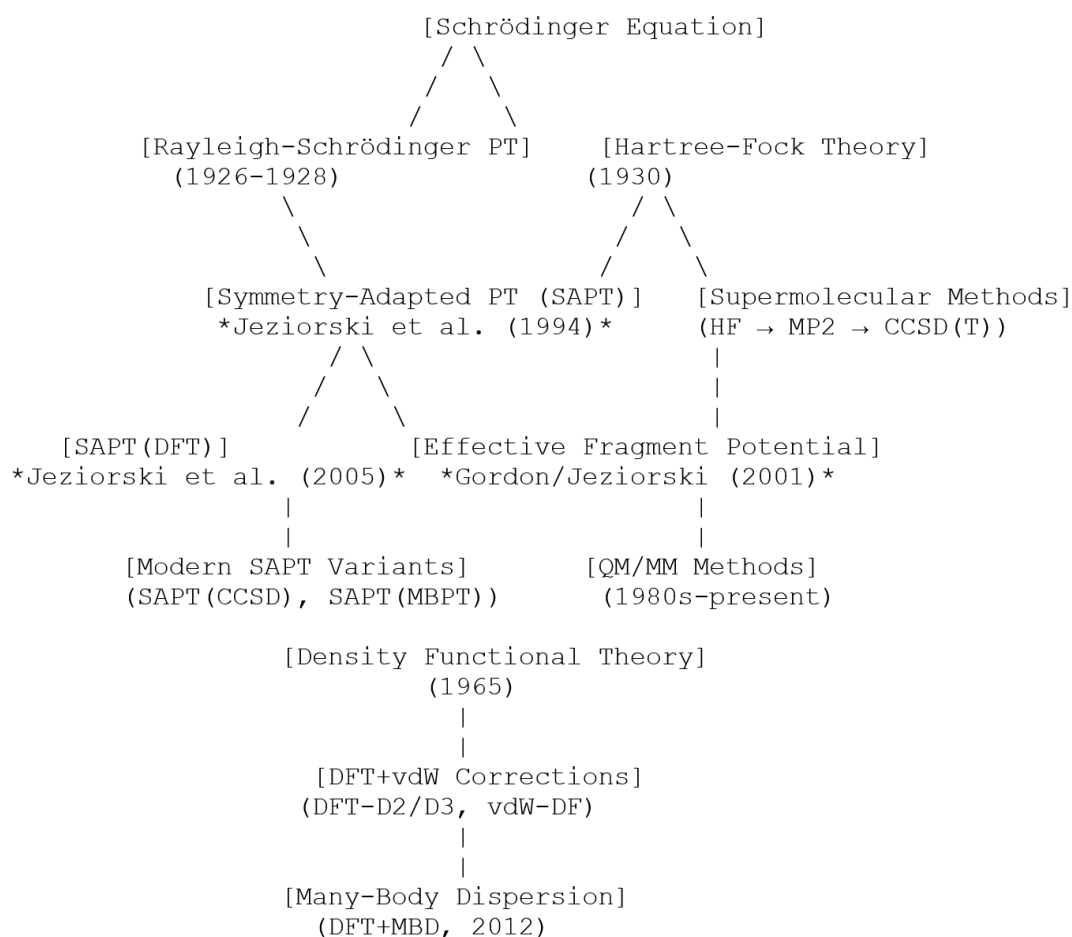 [Schrödinger Equation]
[Rayleigh-Schrödinger PT] [Hartree-Fock Theory]
(1926-1928) (1930)
[Symmetry-Adapted PT (SAPT)] [Supermolecular Methods]
*Jeziorski et al. (1994)* (HF → MP2 → CCSD(T))
[SAPT(DFT)] [Effective Fragment Potential]
*Jeziorski et al. (2005)* *Gordon/Jeziorski (2001)*
[Modern SAPT Variants] [QM/MM Methods]
(SAPT(CCSD), SAPT(MBPT)) (1980s-present)
[Density Functional Theory]
(1965)
[DFT+vdW Corrections]
(DFT-D2/D3, vdW-DF)
[Many-Body Dispersion]
(DFT+MBD, 2012)